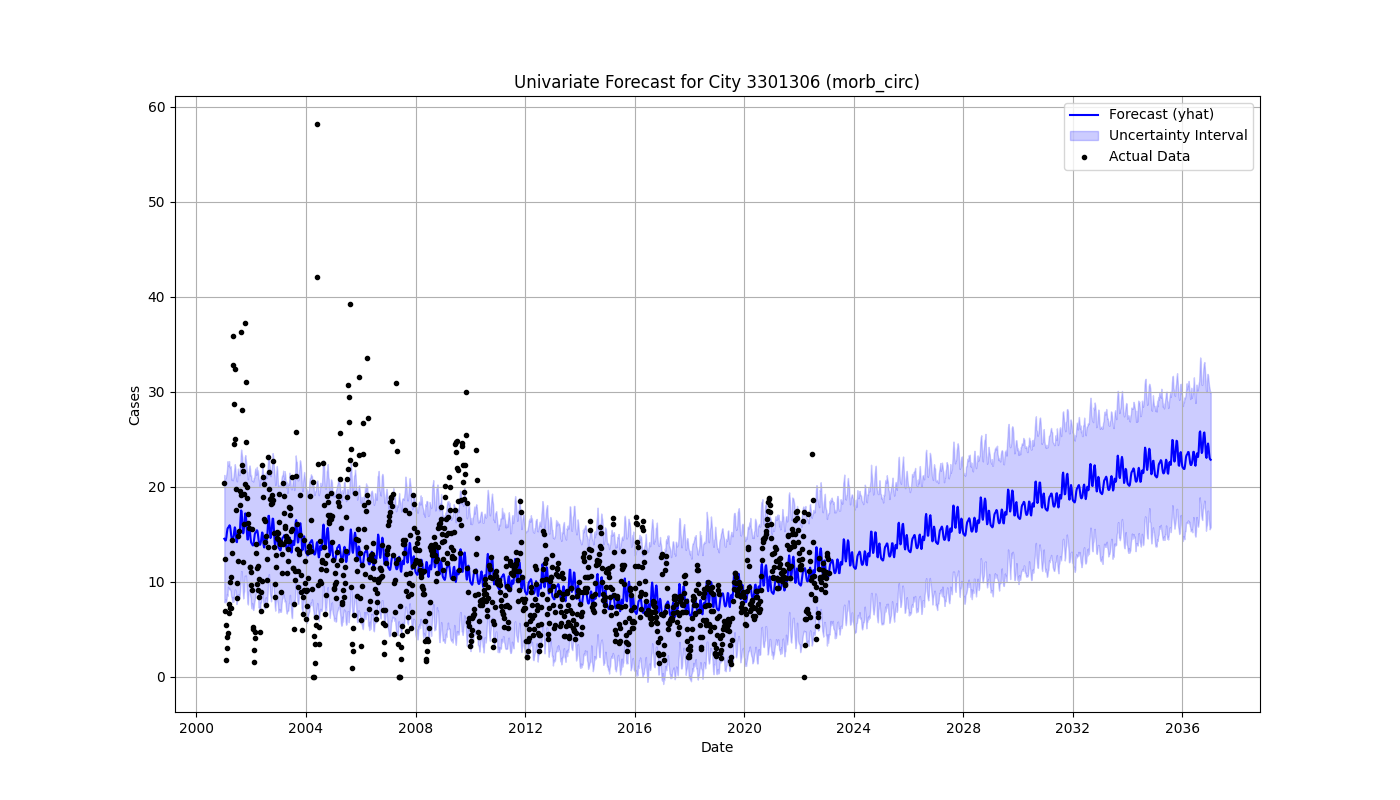 Univariate Forecast for City 3301306 (morb_circ)
Forecast (yhat)
Uncertainty Interval
Actual Data
Cases
60
50
40
30
20
10
0
2000
2004
2008
2012
2016
2020
2024
2028
2032
2036
Date